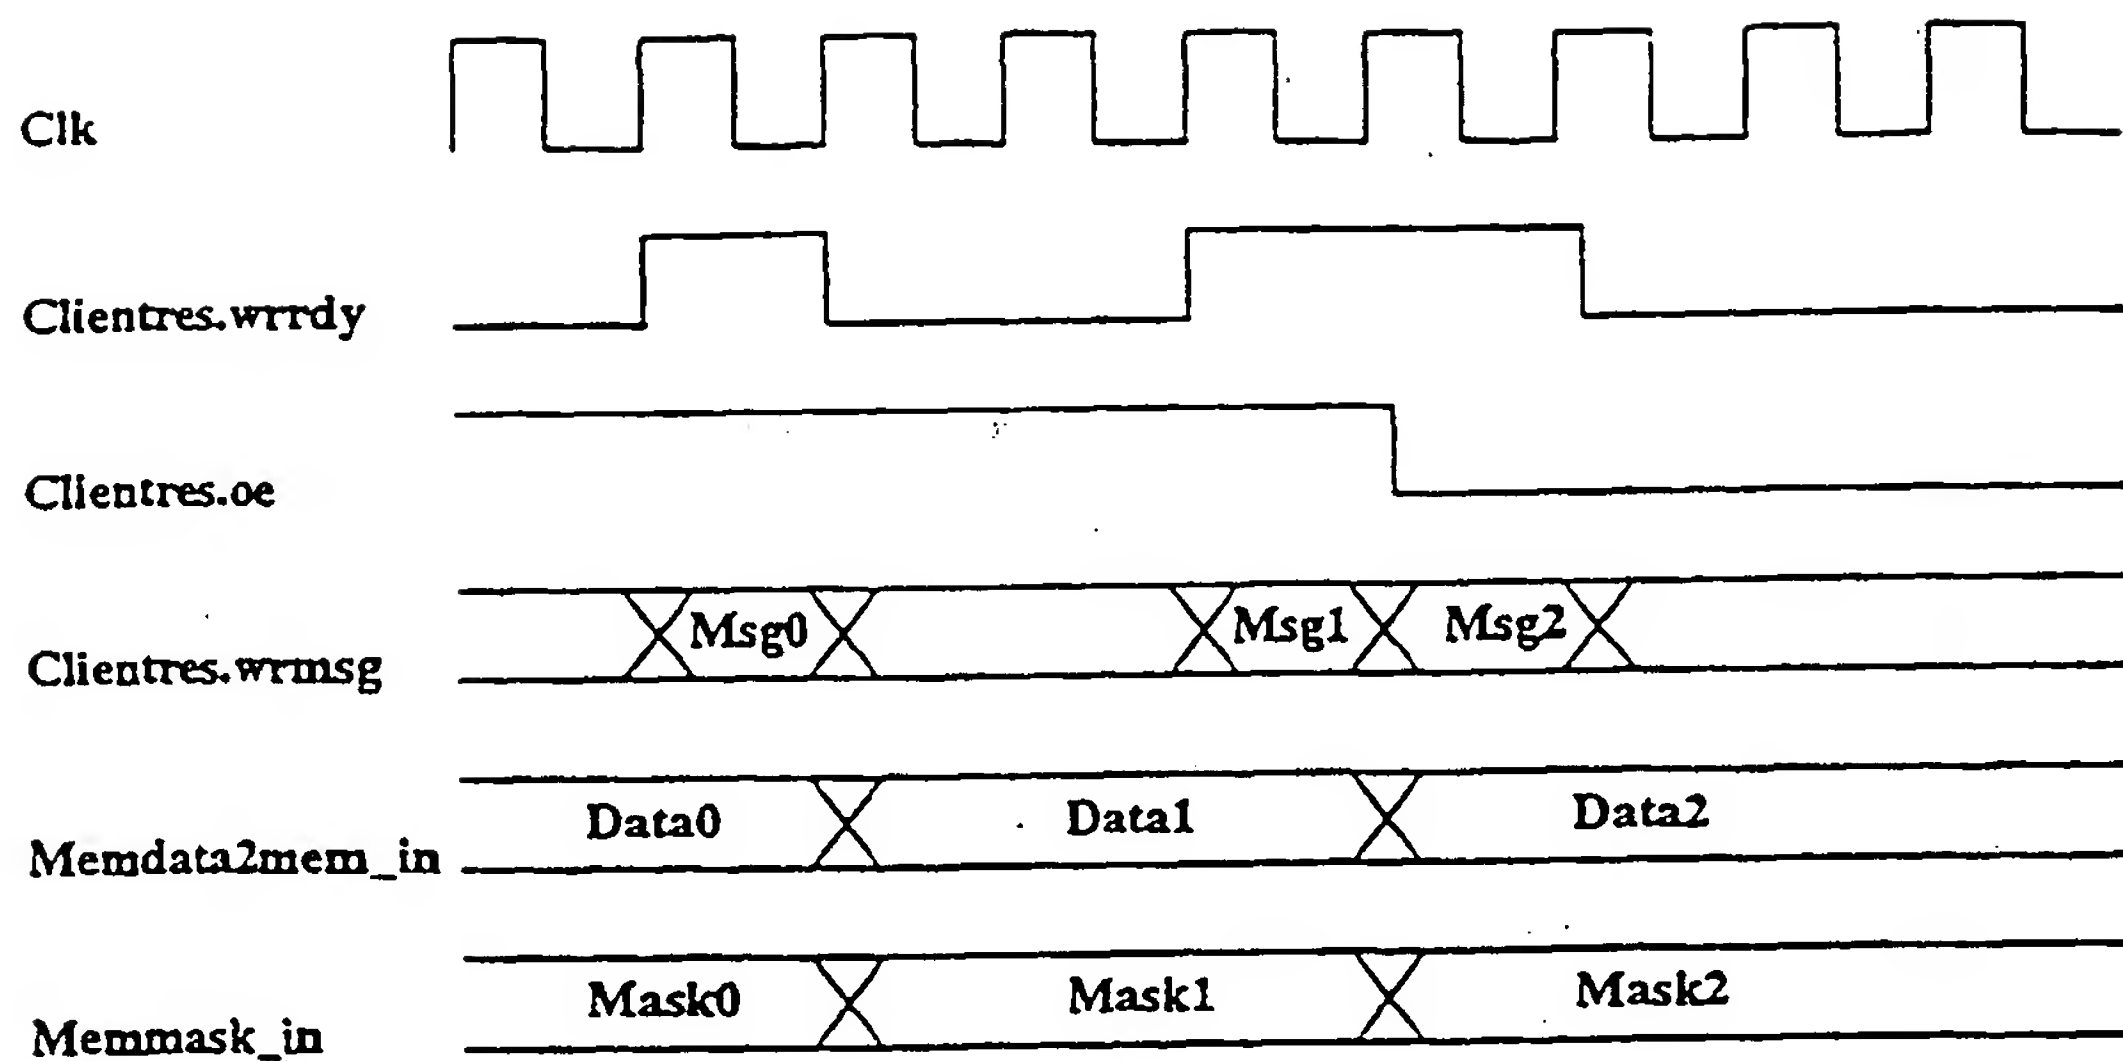 Clk
Clientres.wrrdy
Clientres.oe
Clientres.wrmsg Msg0 Msg1 Msg2
Memdata2mem_in Data0 Data1 Data2
Memmask_in Mask0 Mask1 Mask2